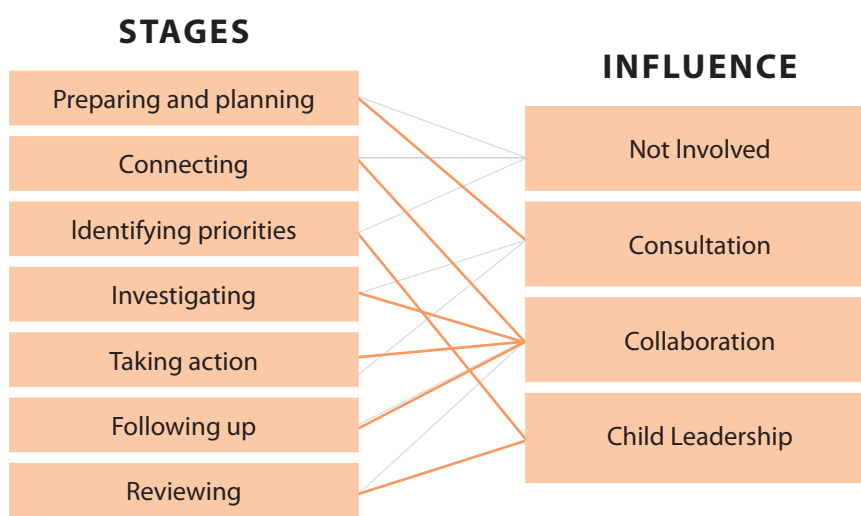 STAGES
Preparing and planning
Connecting
Identifying priorities
Investigating
Taking action
Following up
Reviewing
INFLUENCE
Not Involved
Consultation
Collaboration
Child Leadership